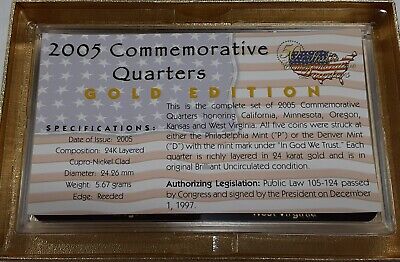 2005 Commemorative
Quarters
GOLD EDITION
SPECIFICATIONS:
Date of Issue: 2005
Composition: 24K Layered
Cupro-Nickel Clad
Diameter: 24.26 mm
Weight: 5.67 grams
Edge: Reeded
This is the complete set of 2005 Commemorative
Quarters honoring California, Minnesota, Oregon,
Kansas and West Virginia. All five coins were struck at
either the Philadelphia Mint ("P") or the Denver Mint
("D") with the mint mark under "In God We Trust." Each
quarter is richly layered in 24 karat gold and is in
original Brilliant Uncirculated condition.
Authorizing Legislation: Public Law 105-124 passed
by Congress and signed by the President on December
1, 1997.
West Virginia